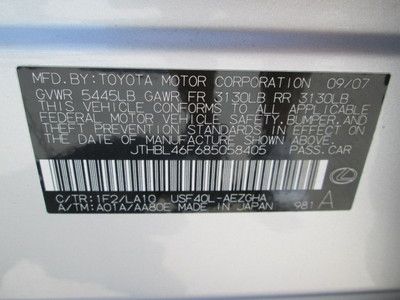 MFD.BY:TOYOTA MOTOR CORPORATION 09/07
GVWR 5445LB GAWR FR 3130LB RR 3130LB
THIS VEHICLE CONFORMS TO ALL APPLICABLE
FEDERAL MOTOR VEHICLE SAFETY,BUMPER,AND
THEFT PREVENTION STANDARDS IN EFFECT ON
THE DATE OF MANUFACTURE SHOWN ABOVE.
JTHBL46F685058405 PASS.CAR
C/TR:1F2/LA10 USF40L-AEZGHA
A/TM:A01A/AA80E MADE IN JAPAN 981 A